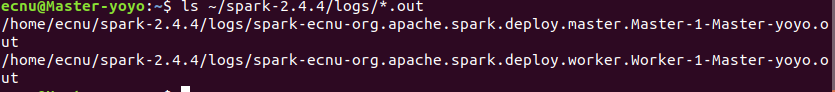 ecnu@Master-yoyo:~$ ls ~/spark-2.4.4/logs/*.out
/home/ecnu/spark-2.4.4/logs/spark-ecnu-org.apache.spark.deploy.master.Master-1-Master-yoyo.o
ut
/home/ecnu/spark-2.4.4/logs/spark-ecnu-org.apache.spark.deploy.worker.Worker-1-Master-yoyo.o
ut